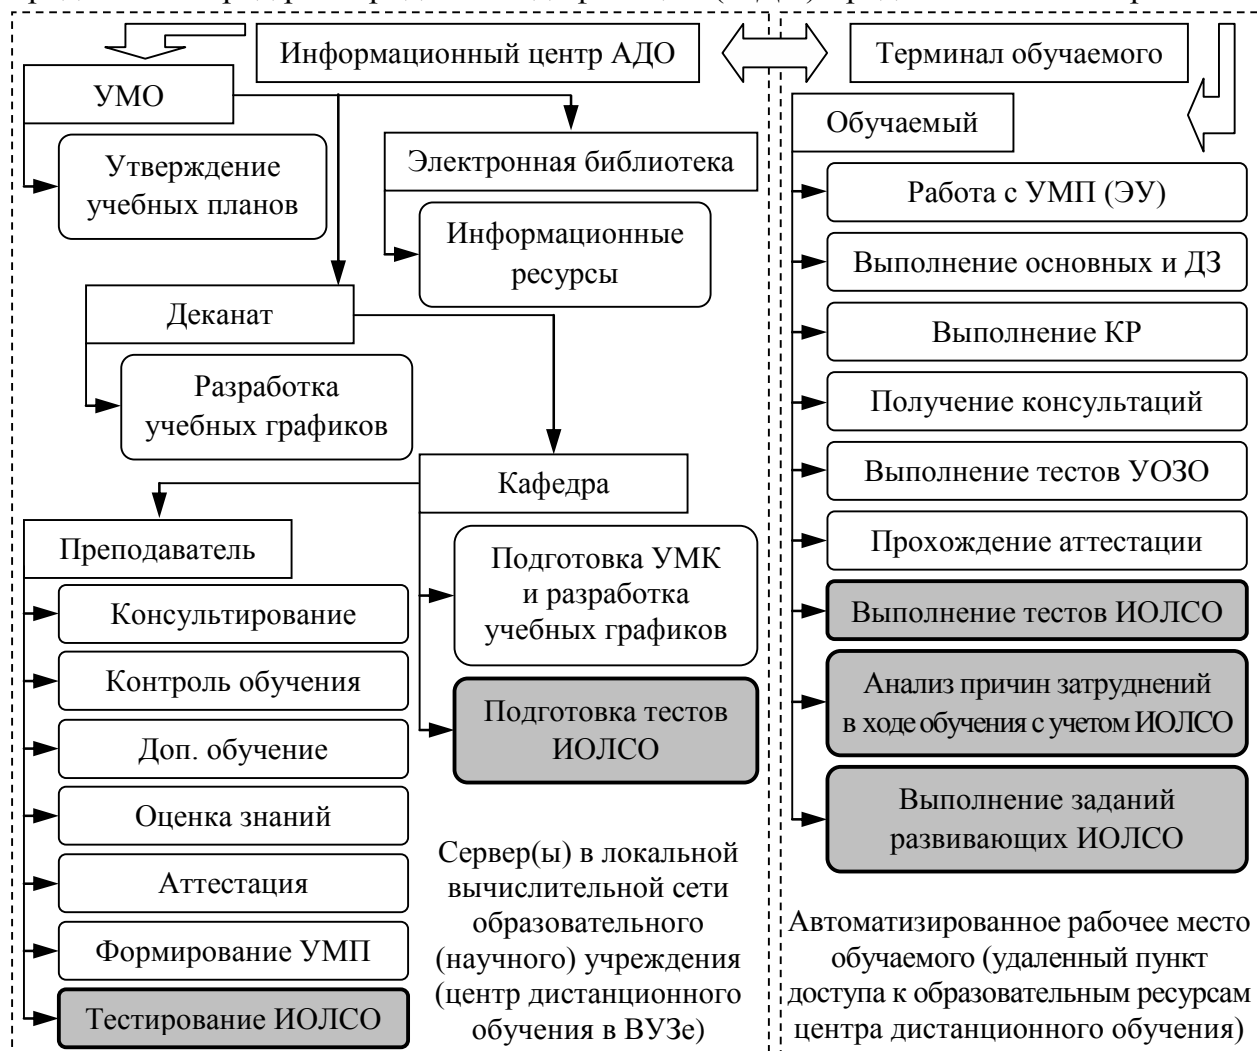 Информационный центр АДО
Терминал обучаемого
УМО
Утверждение
учебных планов
Электронная библиотека
Информационные
ресурсы
Деканат
Разработка
учебных графиков
Кафедра
Подготовка УМК
и разработка
учебных графиков
Подготовка тестов
ИОЛСО
Преподаватель
Консультирование
Контроль обучения
Доп. обучение
Оценка знаний
Аттестация
Формирование УМП
Тестирование ИОЛСО
Сервер(ы) в локальной
вычислительной сети
образовательного
(научного) учреждения
(центр дистанционного
обучения в ВУЗе)
Обучаемый
Работа с УМП (ЭУ)
Выполнение основных и ДЗ
Выполнение КР
Получение консультаций
Выполнение тестов УОЗО
Прохождение аттестации
Выполнение тестов ИОЛСО
Анализ причин затруднений
в ходе обучения с учетом ИОЛСО
Выполнение заданий
развивающих ИОЛСО
Автоматизированное рабочее место
обучаемого (удаленный пункт
доступа к образовательным ресурсам
центра дистанционного обучения)